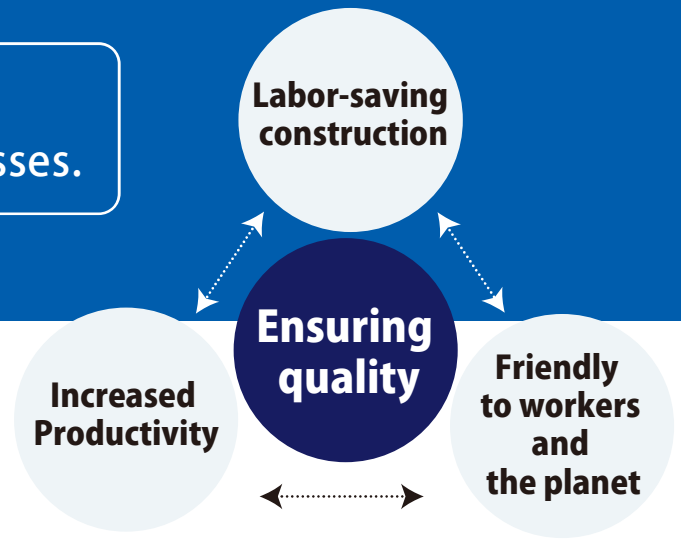 Labor-saving
construction
sses.
Ensuring
quality
Increased
Productivity
Friendly
to workers
and
the planet